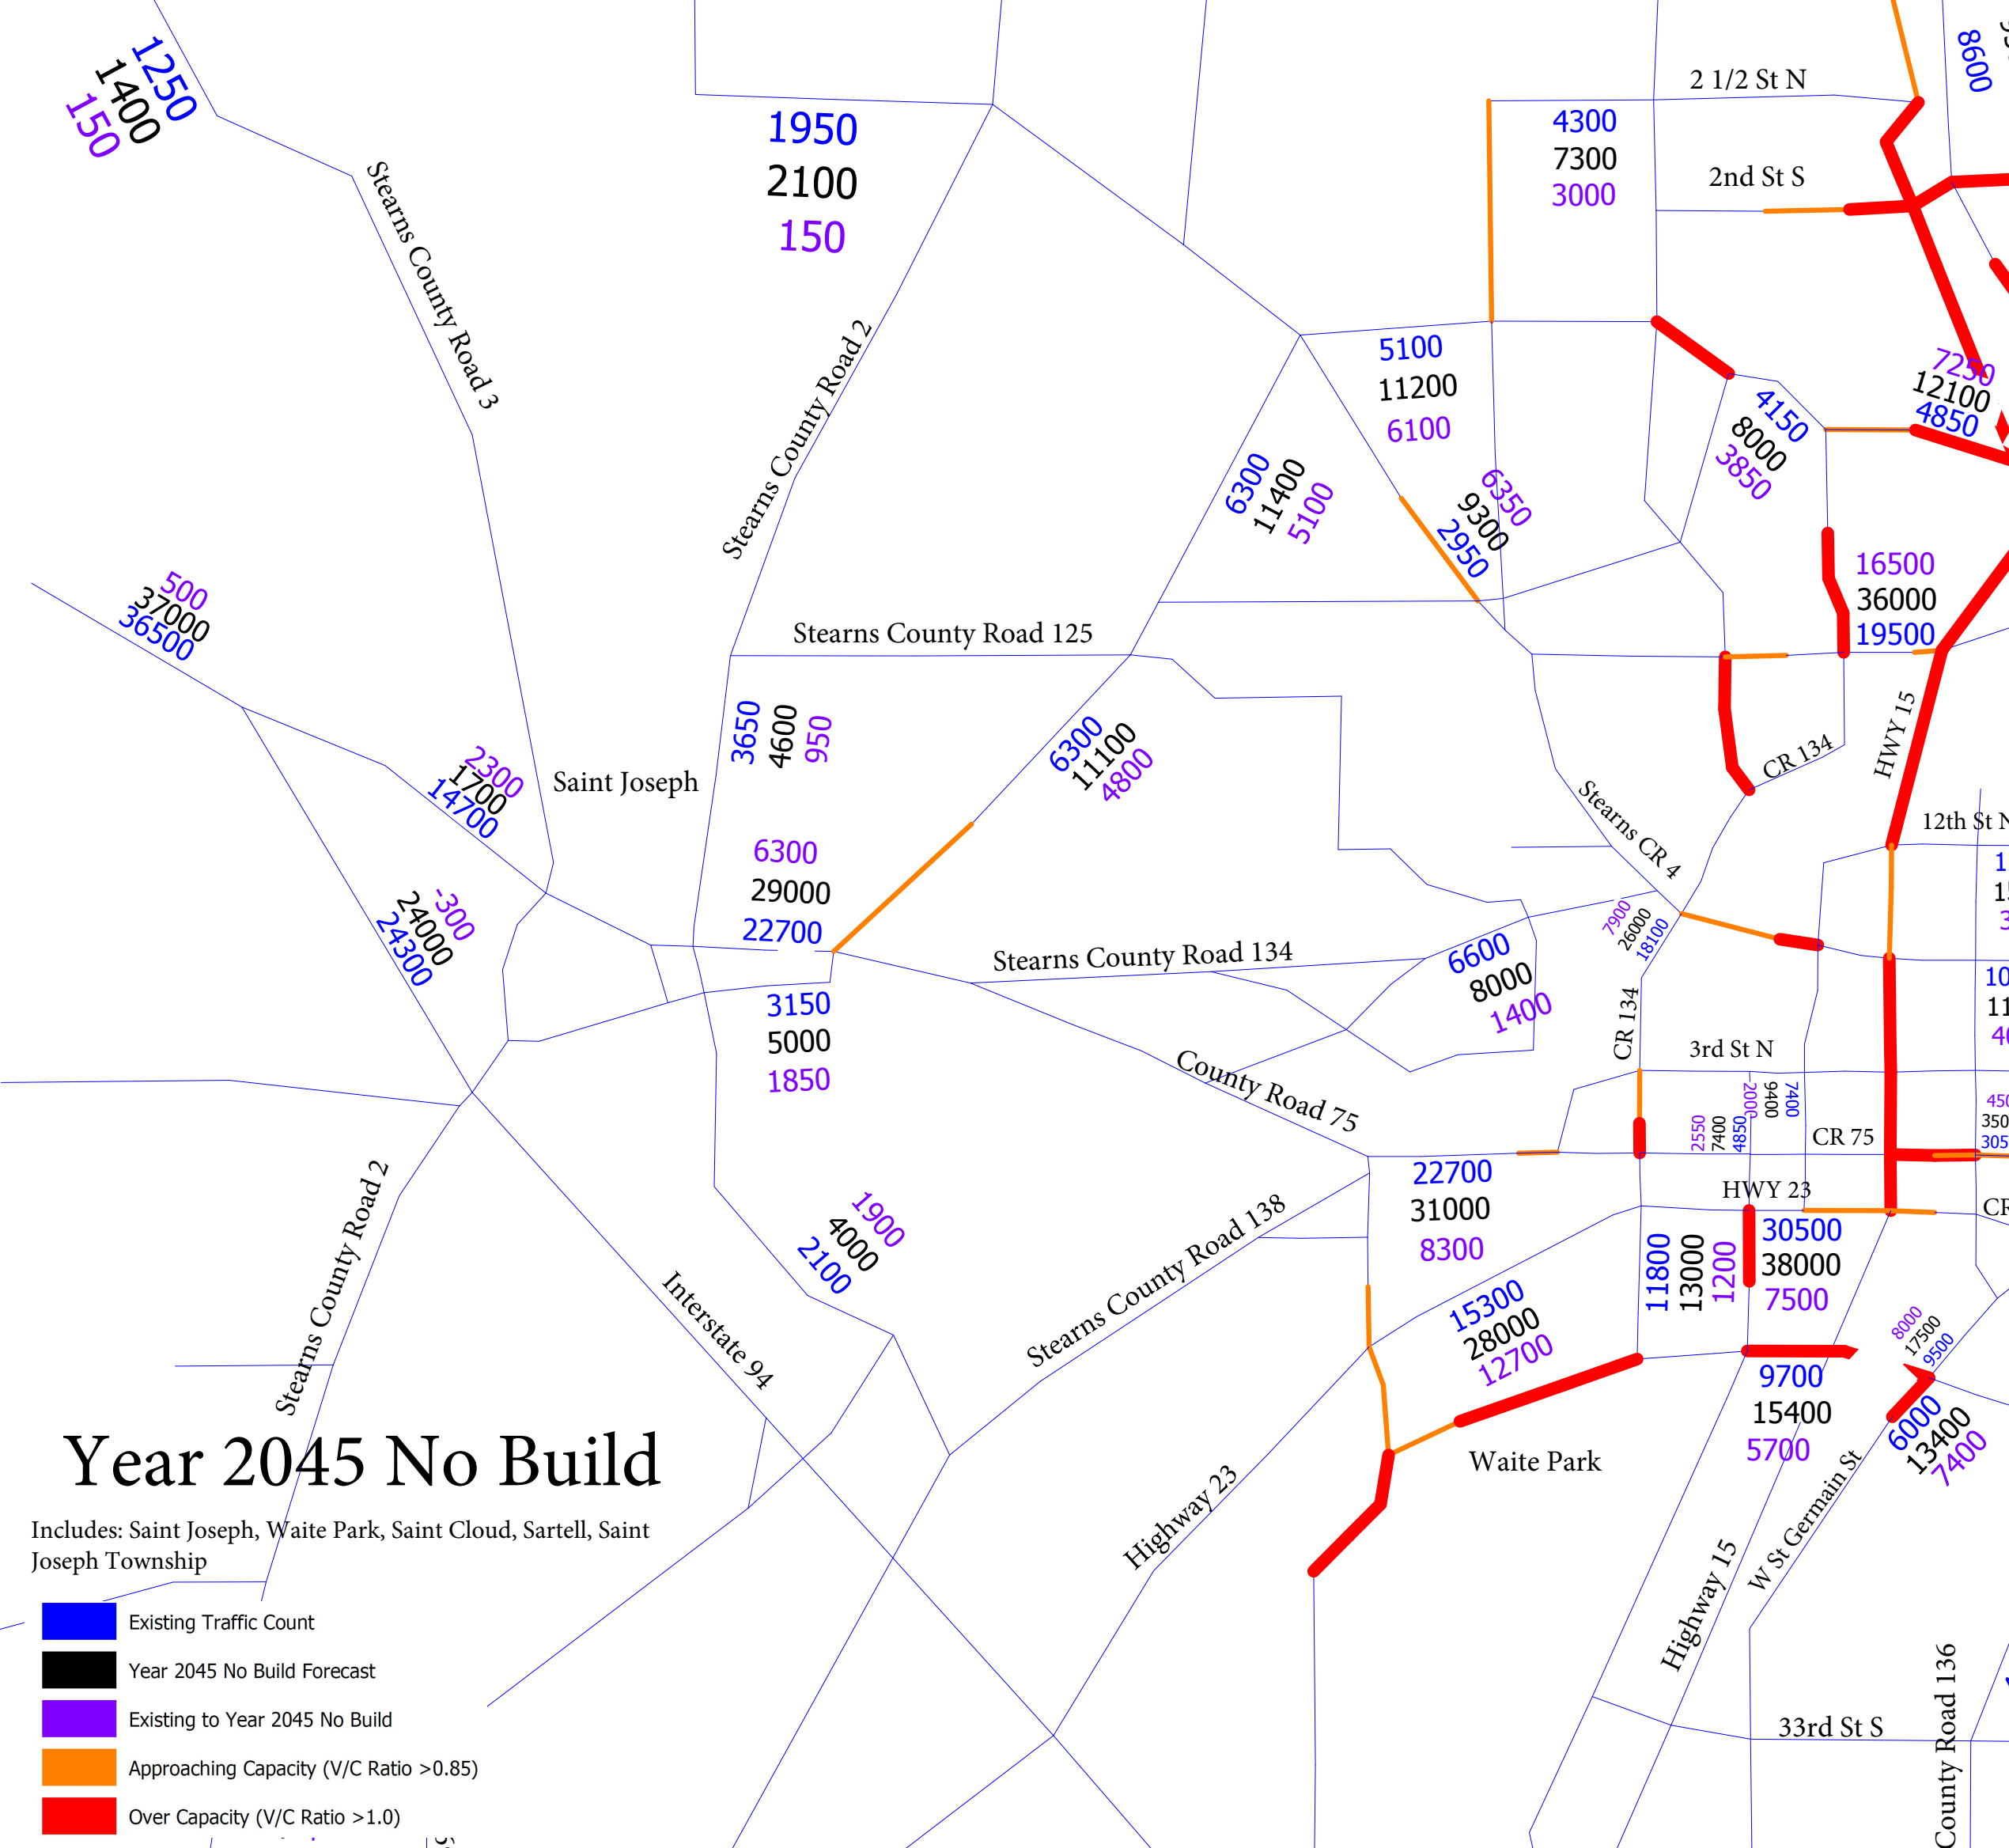 1250
1400
150
Stearns County Road 3
1950
2100
150
Stearns County Road 2
2 1/2 St N
4300
7300
3000
2nd St S
8600
5100
11200
6100
6300
11400
5100
6350
9300
2950
4150
8000
3850
7250
12100
4850
16500
36000
19500
500
37000
36500
Stearns County Road 125
3650
4600
950
6300
11100
4800
2300
1700
14700
Saint Joseph
-300
24000
24300
6300
29000
22700
3150
5000
1850
Stearns County Road 134
6600
8000
1400
Stearns CR 4
CR 134
HWY 15
12th St N
7900
26000
18100
CR 134
3rd St N
2000
9400
7400
2550
7400
4850
CR 75
County Road 75
22700
31000
8300
HWY 23
30500
38000
7500
11800
13000
1200
15300
28000
12700
1900
4000
2100
Stearns County Road 138
Interstate 94
Stearns County Road 2
8000
17500
9500
9700
15400
5700
6000
13400
7400
Waite Park
Highway 23
W St Germain St
Highway 15
33rd St S
County Road 136
Year 2045 No Build
Includes: Saint Joseph, Waite Park, Saint Cloud, Sartell, Saint
Joseph Township
Existing Traffic Count
Year 2045 No Build Forecast
Existing to Year 2045 No Build
Approaching Capacity (V/C Ratio >0.85)
Over Capacity (V/C Ratio >1.0)